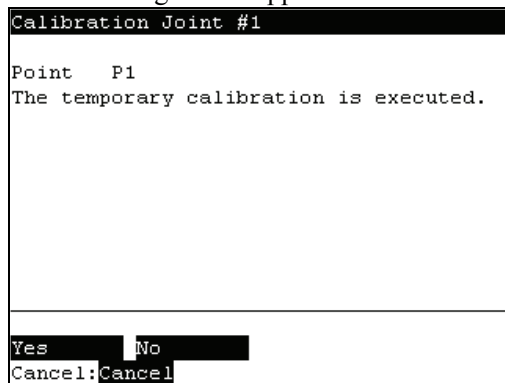 Calibration Joint #1
Point P1
The temporary calibration is executed.
Yes No
Cancel:Cancel